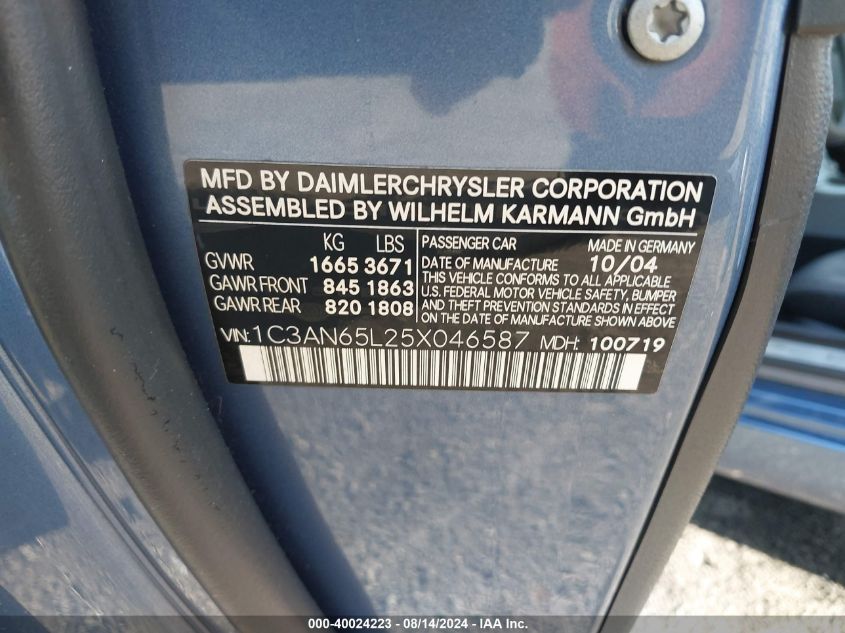 MFD BY DAIMLERCHRYSLER CORPORATION
ASSEMBLED BY WILHELM KARMANN GmbH
KG LBS
GVWR 1665 3671
GAWR FRONT 845 1863
GAWR REAR 820 1808
PASSENGER CAR MADE IN GERMANY
DATE OF MANUFACTURE 10/04
THIS VEHICLE CONFORMS TO ALL APPLICABLE
U.S. FEDERAL MOTOR VEHICLE SAFETY, BUMPER
AND THEFT PREVENTION STANDARDS IN EFFECT
ON THE DATE OF MANUFACTURE SHOWN ABOVE.
VIN: 1C3AN65L25X046587 MDH: 100719
000-40024223 - 08/14/2024 - IAA Inc.